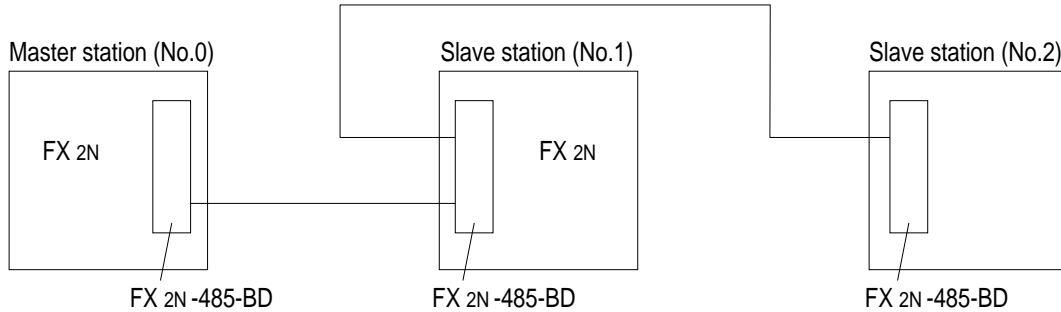 Master station (No.0)
Slave station (No.1)
Slave station (No.2)
FX 2N
FX 2N
FX 2N -485-BD
FX 2N -485-BD
FX 2N -485-BD